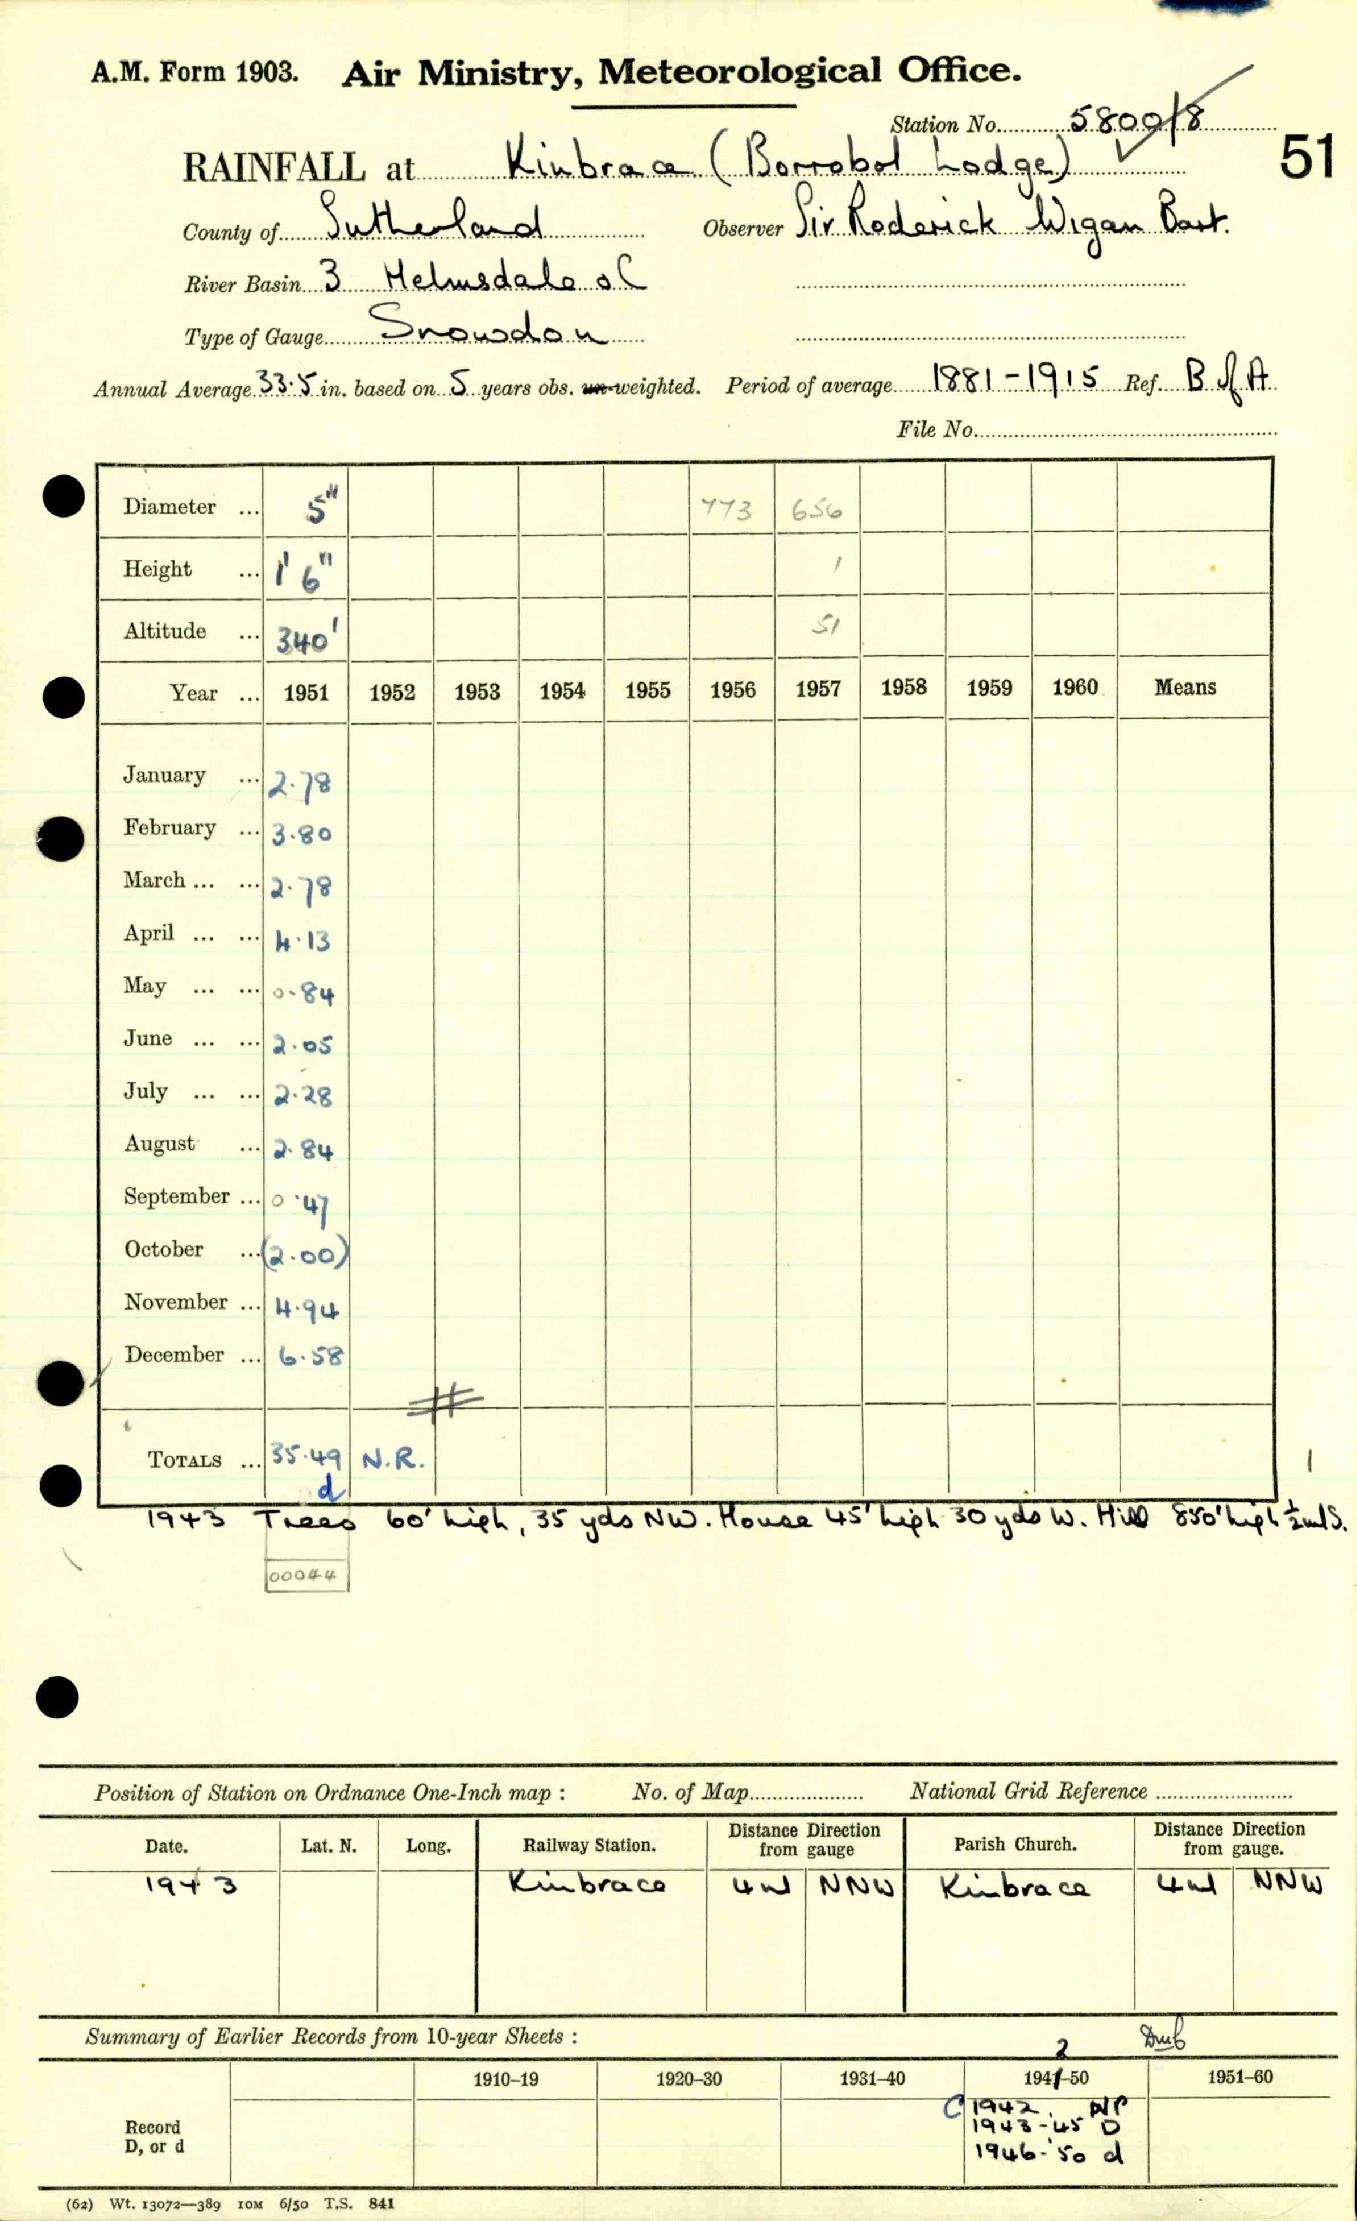 A.M. Form 1903. Air Ministry, Meteorological Office.
Station No. 5800/8
RAINFALL at Kinbrace (Borrobol Lodge) 51
County of Sutherland Observer Sir Roderick Wigan Bart.
River Basin 3 Helmsdale &C
Type of Gauge Snowdon
Annual Average 33.5 in. based on 5 years obs. un-weighted. Period of average 1881-1915 Ref. B of A
File No.
Diameter ... 5" 773 656
Height ... 1' 6" 1
Altitude ... 340' 51
Year ... 1951 1952 1953 1954 1955 1956 1957 1958 1959 1960 Means
January ... 2.78
February ... 3.80
March ... ... 2.78
April ... ... 4.13
May ... ... 0.84
June ... ... 2.05
July ... ... 2.28
August ... 2.84
September ... 0.47
October ... (2.00)
November ... 4.94
December ... 6.58
TOTALS ... 35.49 N.R. 1
d
1943 Trees 60' high, 35 yds NW. House 45' high 30 yds W. Hill 850' high ½ ml S.
00044
Position of Station on Ordnance One-Inch map : No. of Map National Grid Reference
Date. Lat. N. Long. Railway Station. Distance from Direction gauge Parish Church. Distance from Direction gauge.
1943 Kinbrace 4 ml NNW Kinbrace 4 ml NNW
Summary of Earlier Records from 10-year Sheets :
2
1910-19 1920-30 1931-40 1941-50 1951-60
Record D, or d
C 1942
1943-45 D
1946-'50 d
(62) Wt. 13072—389 10M 6/50 T.S. 841